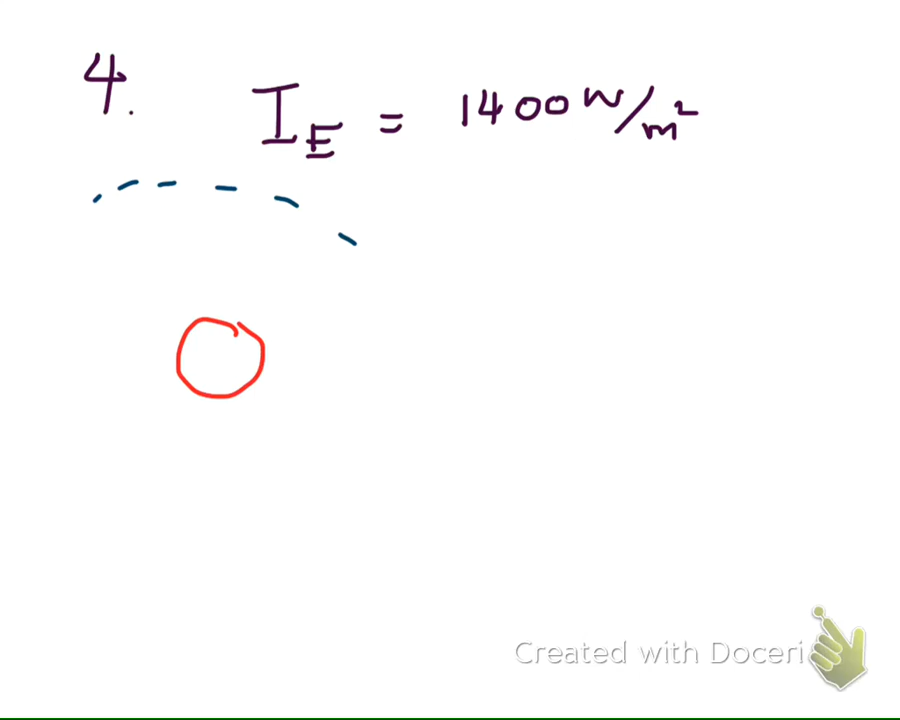 4.
I_E = 1400 W/m²
Created with Doceri